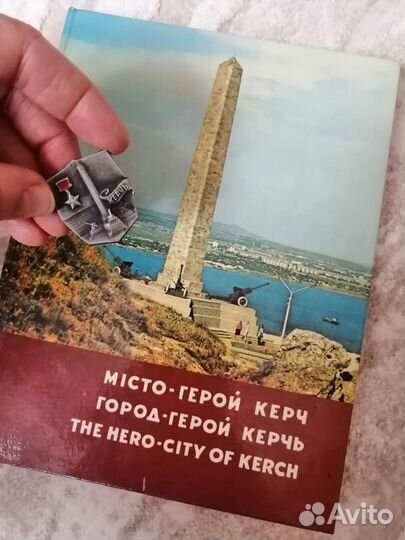 КЕРЧЬ
МІСТО-ГЕРОЙ КЕРЧ
ГОРОД-ГЕРОЙ КЕРЧЬ
THE HERO-CITY OF KERCH
Avito